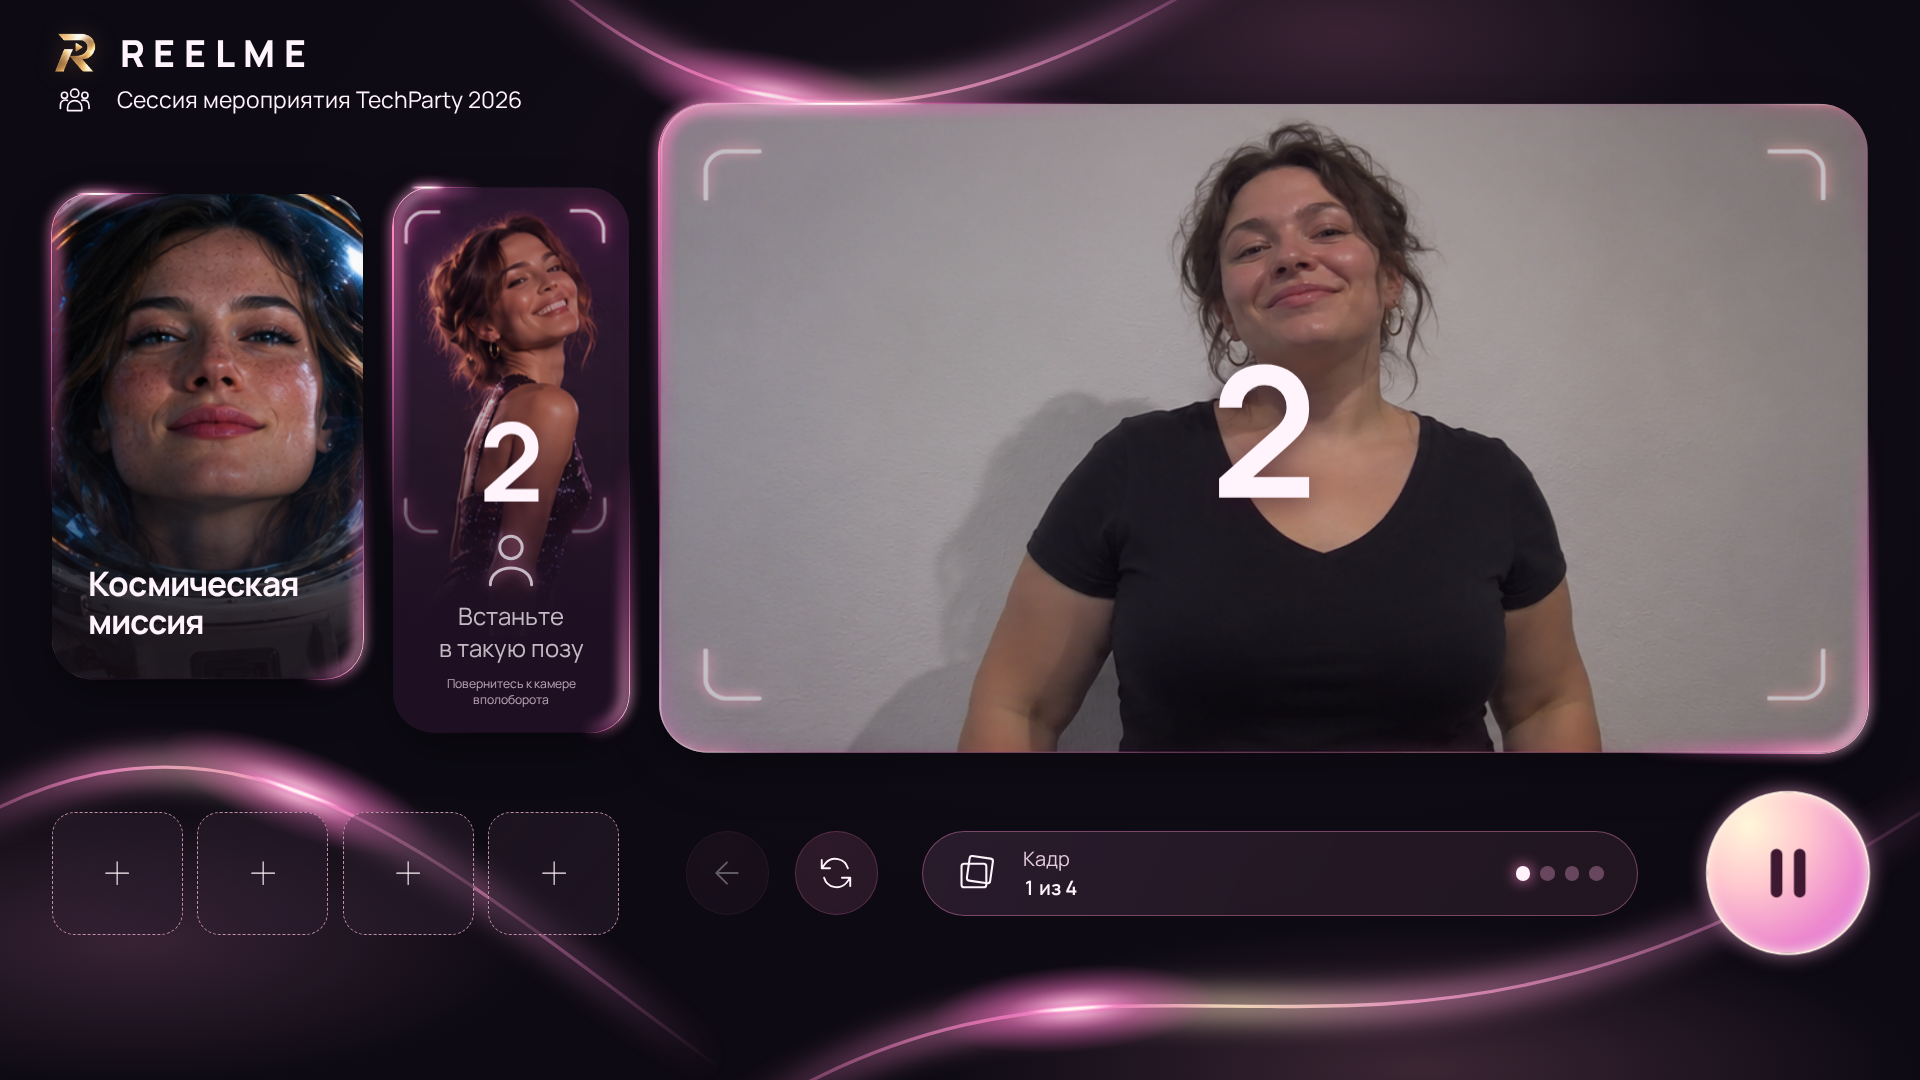 REELME
Сессия мероприятия TechParty 2026
Космическая
миссия
2
Встаньте
в такую позу
Повернитесь к камере
вполоборота
2
Кадр
1 из 4